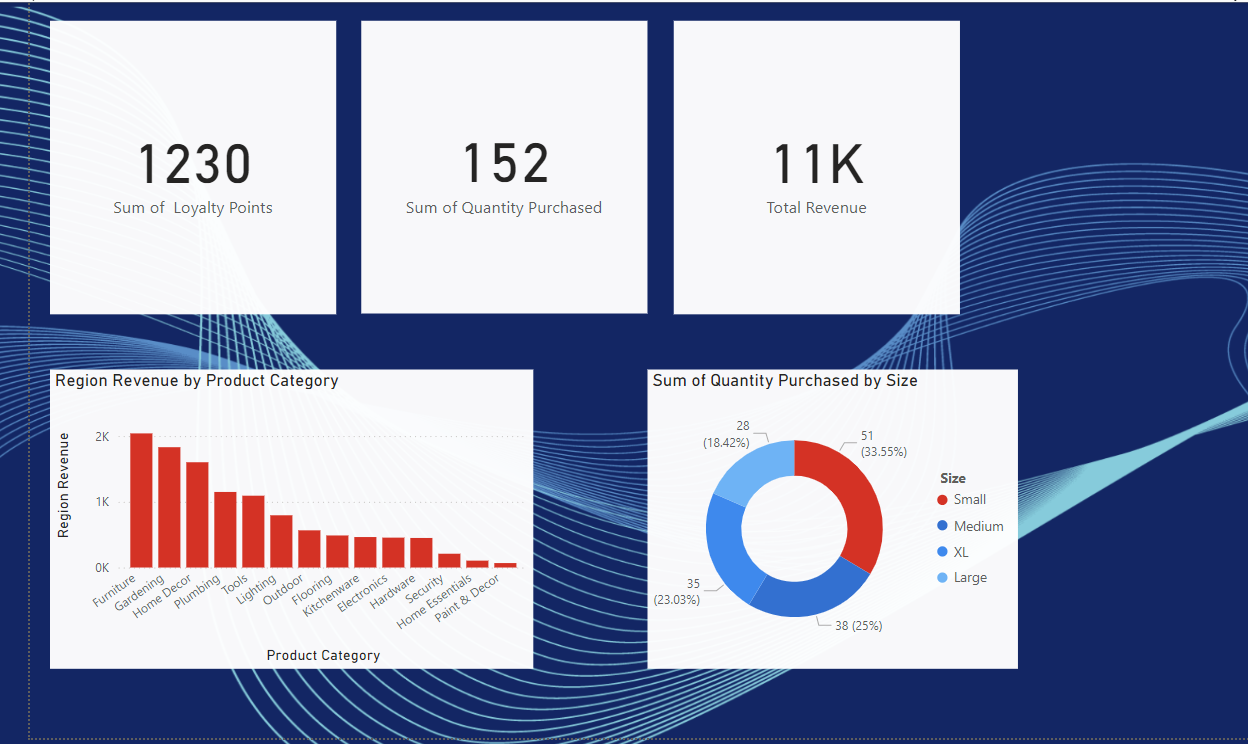 1230
Sum of  Loyalty Points
152
Sum of Quantity Purchased
11K
Total Revenue
Region Revenue by Product Category
Region Revenue
2K
1K
0K
Furniture
Gardening
Home Decor
Plumbing
Tools
Lighting
Outdoor
Flooring
Kitchenware
Electronics
Hardware
Security
Home Essentials
Paint & Decor
Product Category
Sum of Quantity Purchased by Size
28
(18.42%)
51
(33.55%)
35
(23.03%)
38 (25%)
Size
Small
Medium
XL
Large